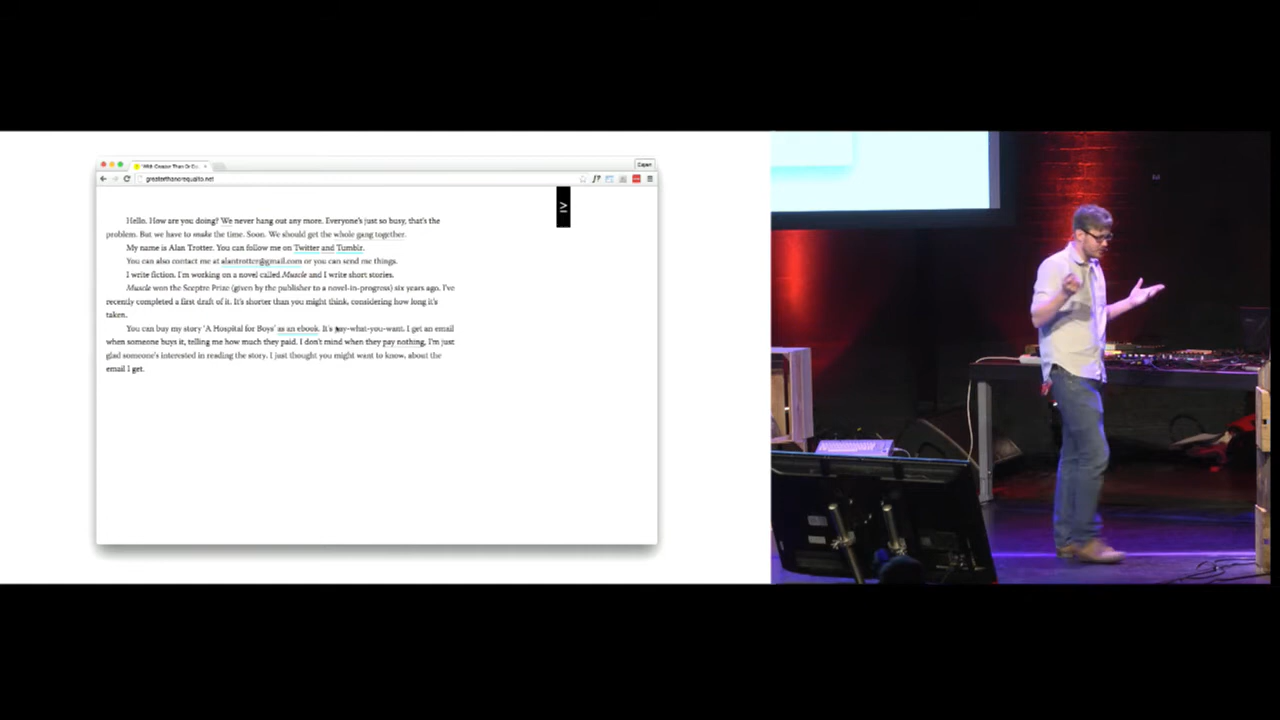 "With Greater Than Or Eq...
greaterthanorequalto.net
≥
Hello. How are you doing? We never hang out any more. Everyone's just so busy, that's the
problem. But we have to make the time. Soon. We should get the whole gang together.
My name is Alan Trotter. You can follow me on Twitter and Tumblr.
You can also contact me at alantrotter@gmail.com or you can send me things.
I write fiction. I'm working on a novel called Muscle and I write short stories.
Muscle won the Sceptre Prize (given by the publisher to a novel-in-progress) six years ago. I've
recently completed a first draft of it. It's shorter than you might think, considering how long it's
taken.
You can buy my story 'A Hospital for Boys' as an ebook. It's pay-what-you-want. I get an email
when someone buys it, telling me how much they paid. I don't mind when they pay nothing, I'm just
glad someone's interested in reading the story. I just thought you might want to know, about the
email I get.